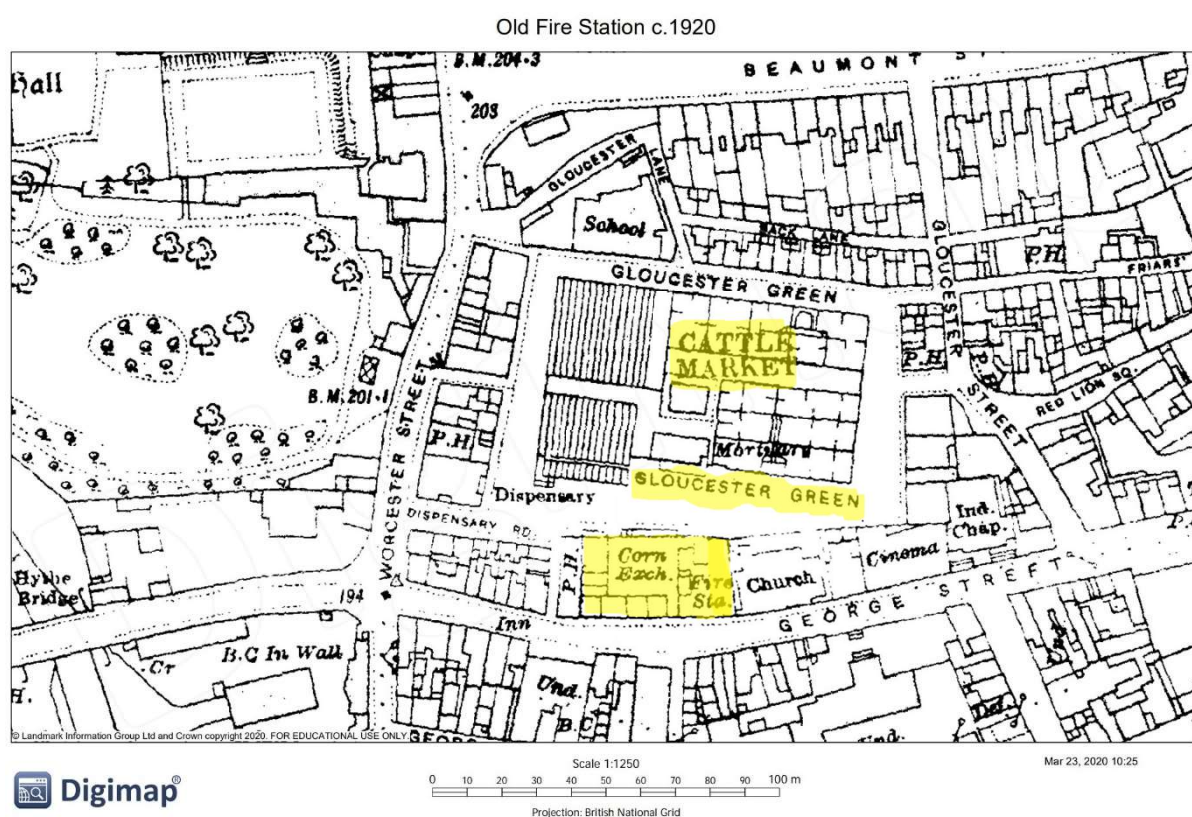 Old Fire Station c.1920
Hall
B.M. 204·3
BEAUMONT
208
GLOUCESTER
LANE
School
BACK LANE
GLOUCESTER
P.H.
FRIARS'
GLOUCESTER GREEN
CATTLE
MARKET
P.H.
STREET
RED LION SQ.
B.M. 201·1
WORCESTER STREET
P.H.
Mortuary
GLOUCESTER GREEN
Dispensary
DISPENSARY RD.
Ind.
Chap.
Cinema
Corn
Exch.
Fire
Sta.
Church
P.H.
Hythe
Bridge
194
Inn
GEORGE STREET
B.C In Wall
Cr
H.
Und.
B.C
Und.
© Landmark Information Group Ltd and Crown copyright 2020. FOR EDUCATIONAL USE ONLY.
GEORG
Digimap®
Scale 1:1250
0 10 20 30 40 50 60 70 80 90 100 m
Projection: British National Grid
Mar 23, 2020 10:25